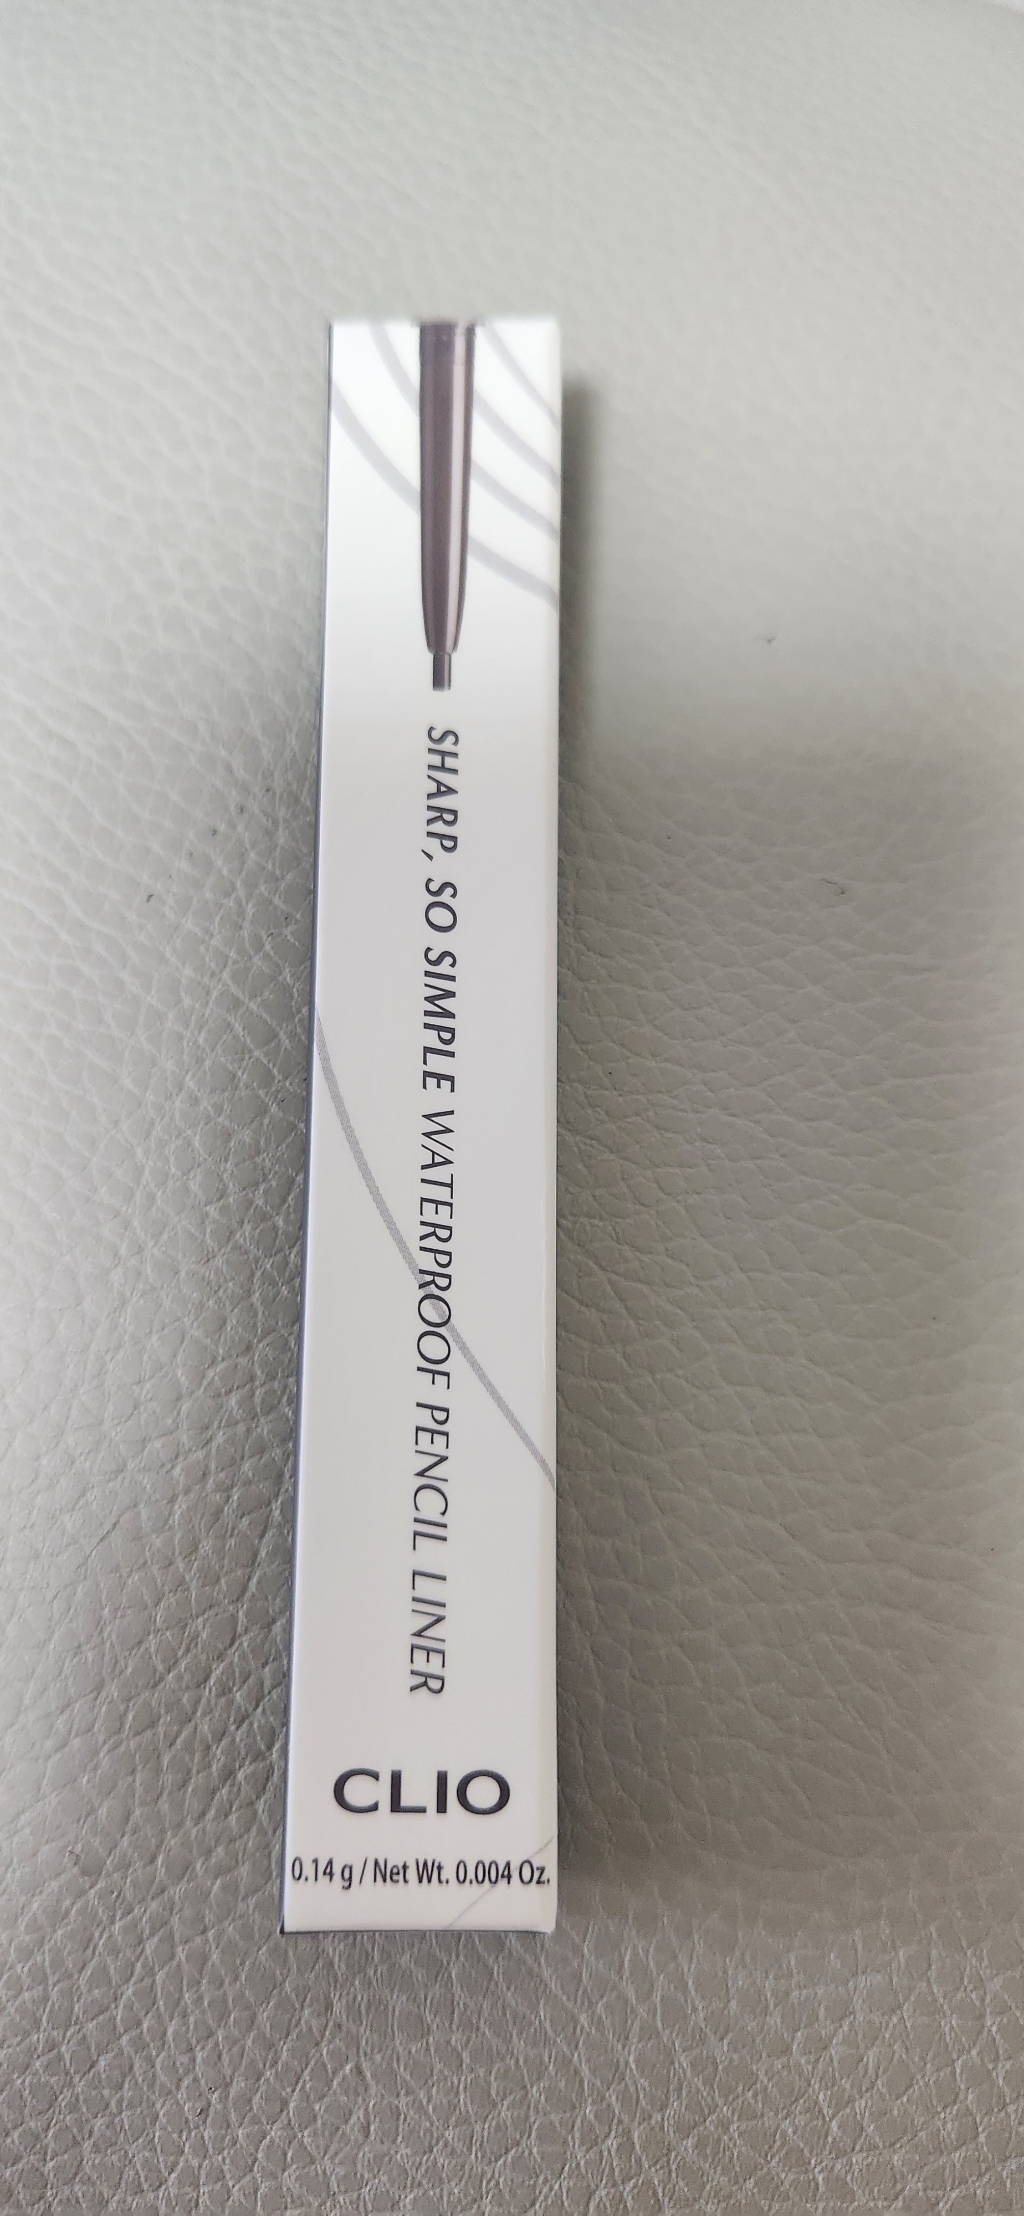 SHARP, SO SIMPLE WATERPROOF PENCIL LINER
CLIO
0.14 g / Net Wt. 0.004 Oz.